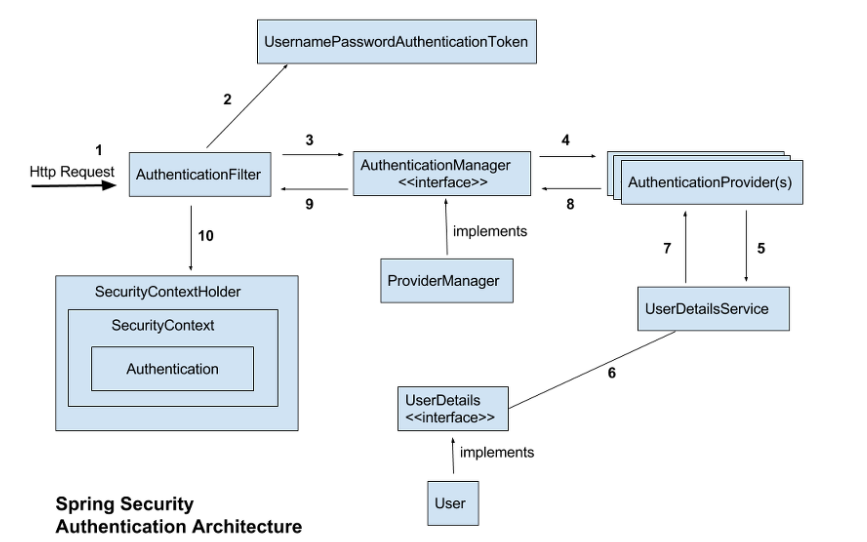 UsernamePasswordAuthenticationToken
2
1
3
4
Http Request
AuthenticationFilter
AuthenticationManager
<<interface>>
AuthenticationProvider(s)
9
8
10
implements
7
5
ProviderManager
SecurityContextHolder
SecurityContext
Authentication
UserDetailsService
6
UserDetails
<<interface>>
implements
User
Spring Security
Authentication Architecture